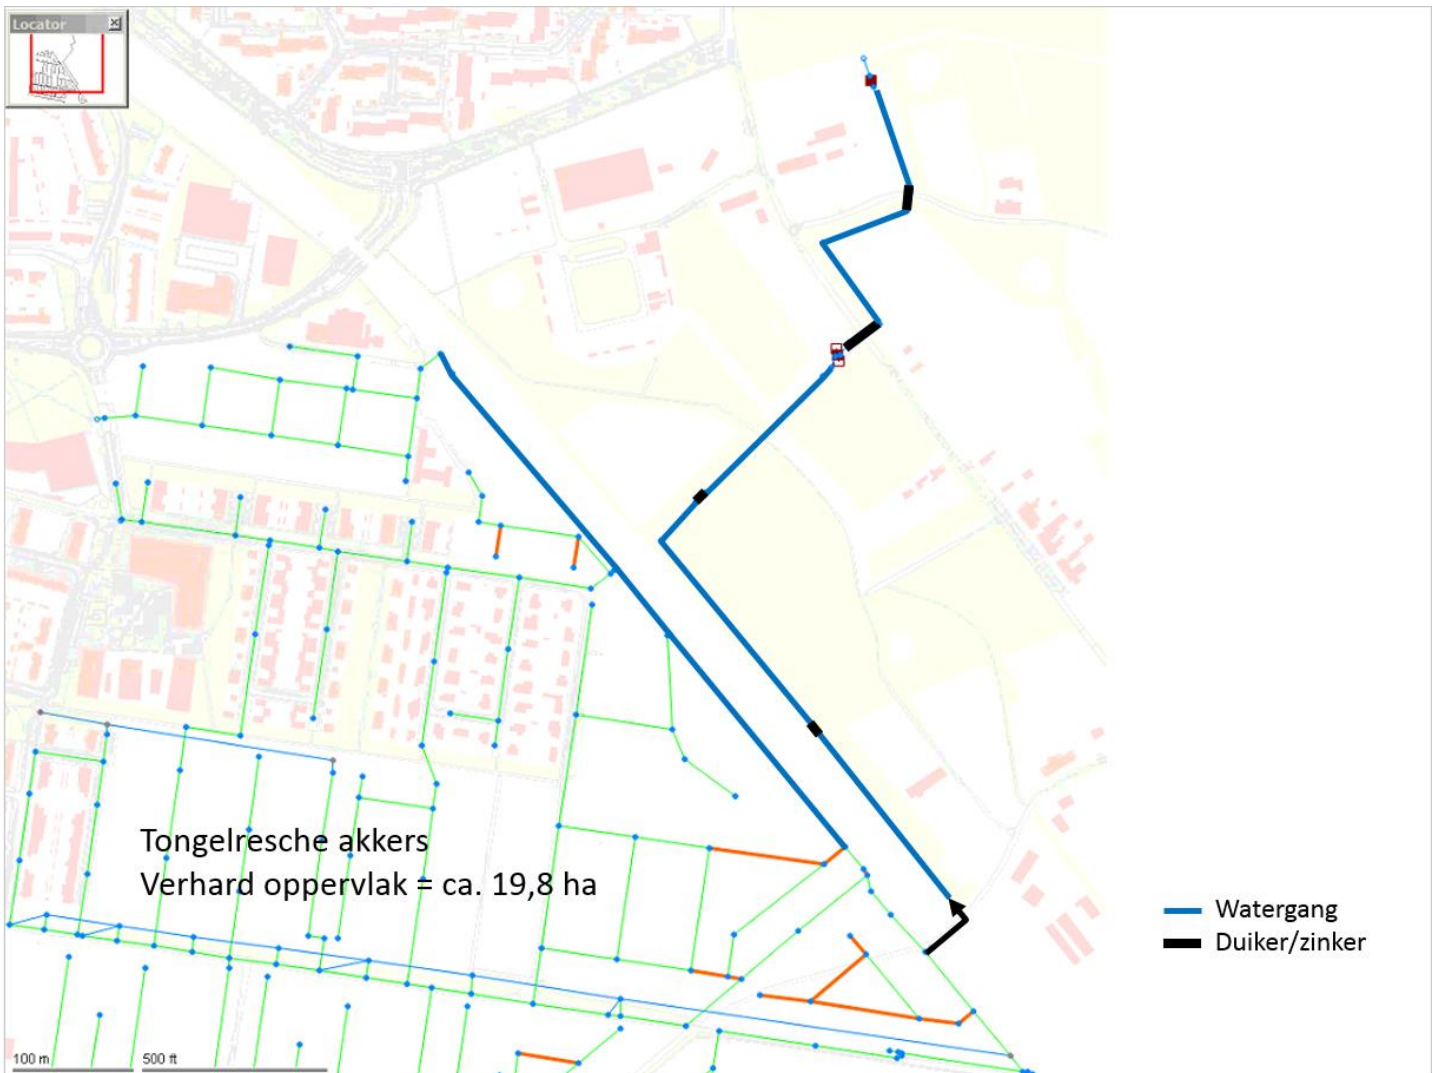 Locator
Tongelresche akkers
Verhard oppervlak = ca. 19,8 ha
Watergang
Duiker/zinker
100 m
500 ft